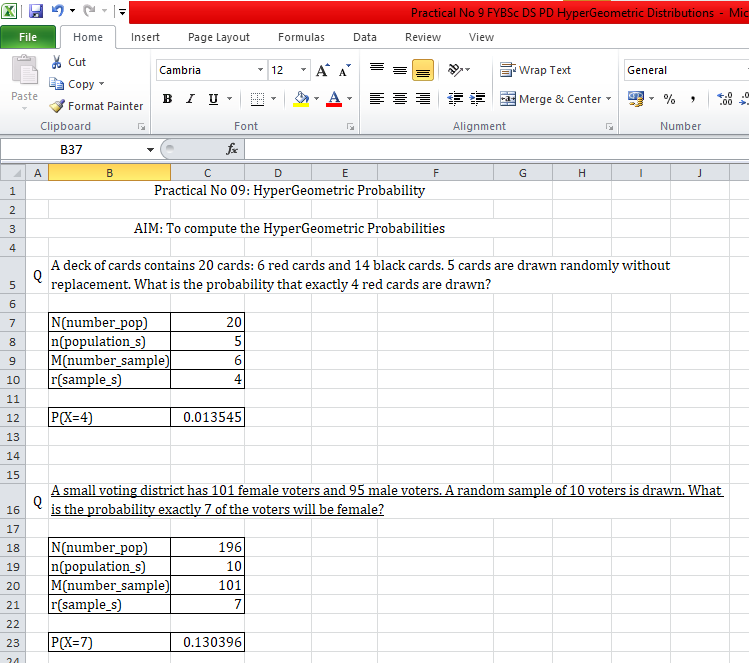 Practical No 9 FYBSc DS PD HyperGeometric Distributions - Mic
File Home Insert Page Layout Formulas Data Review View
Cut
Copy
Format Painter
Paste
Clipboard
Cambria 12 A A
B I U A
Font
Wrap Text
Merge & Center
Alignment
General
% ,
Number
B37 fx
A B C D E F G H I J
1 Practical No 09: HyperGeometric Probability
2
3 AIM: To compute the HyperGeometric Probabilities
4
5 Q A deck of cards contains 20 cards: 6 red cards and 14 black cards. 5 cards are drawn randomly without
replacement. What is the probability that exactly 4 red cards are drawn?
6
7 N(number_pop) 20
8 n(population_s) 5
9 M(number_sample) 6
10 r(sample_s) 4
11
12 P(X=4) 0.013545
13
14
15
16 Q A small voting district has 101 female voters and 95 male voters. A random sample of 10 voters is drawn. What
is the probability exactly 7 of the voters will be female?
17
18 N(number_pop) 196
19 n(population_s) 10
20 M(number_sample) 101
21 r(sample_s) 7
22
23 P(X=7) 0.130396
24